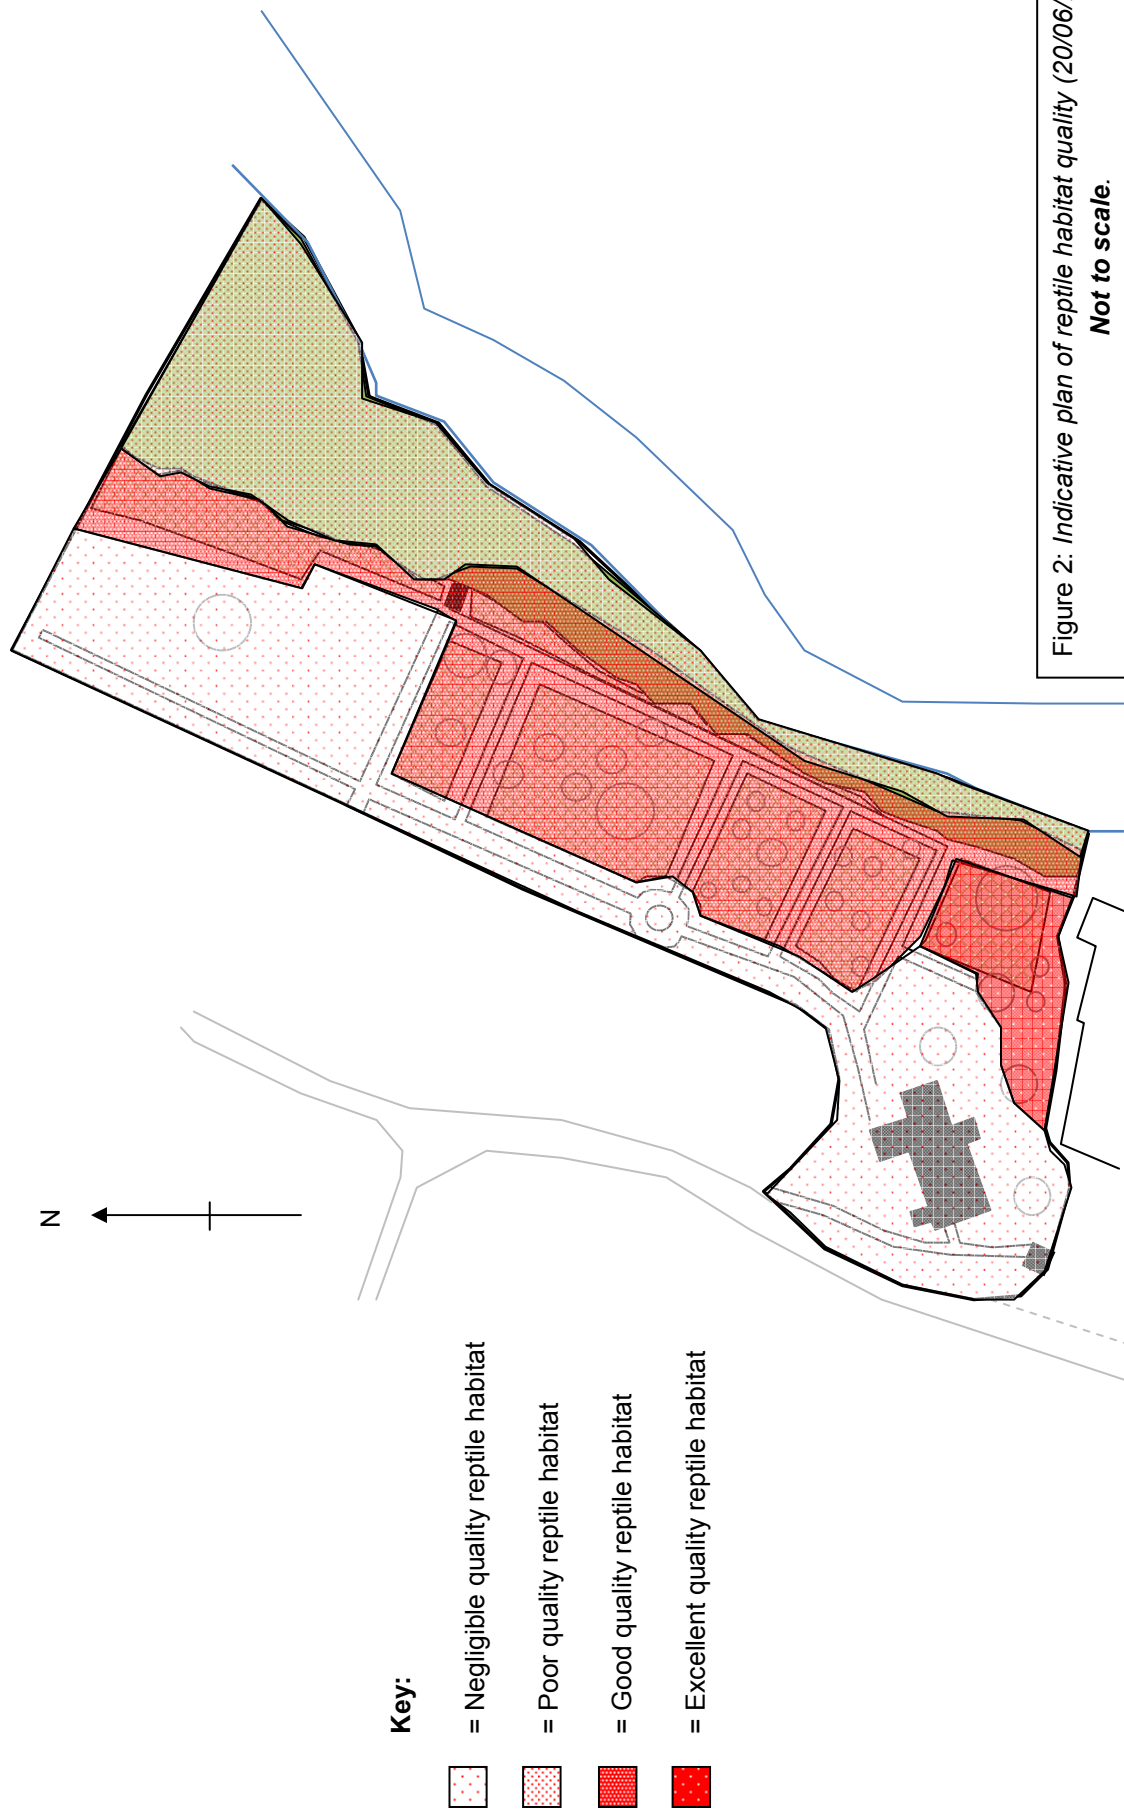 N
Key:
= Negligible quality reptile habitat
= Poor quality reptile habitat
= Good quality reptile habitat
= Excellent quality reptile habitat
Figure 2: Indicative plan of reptile habitat quality (20/06/
Not to scale.